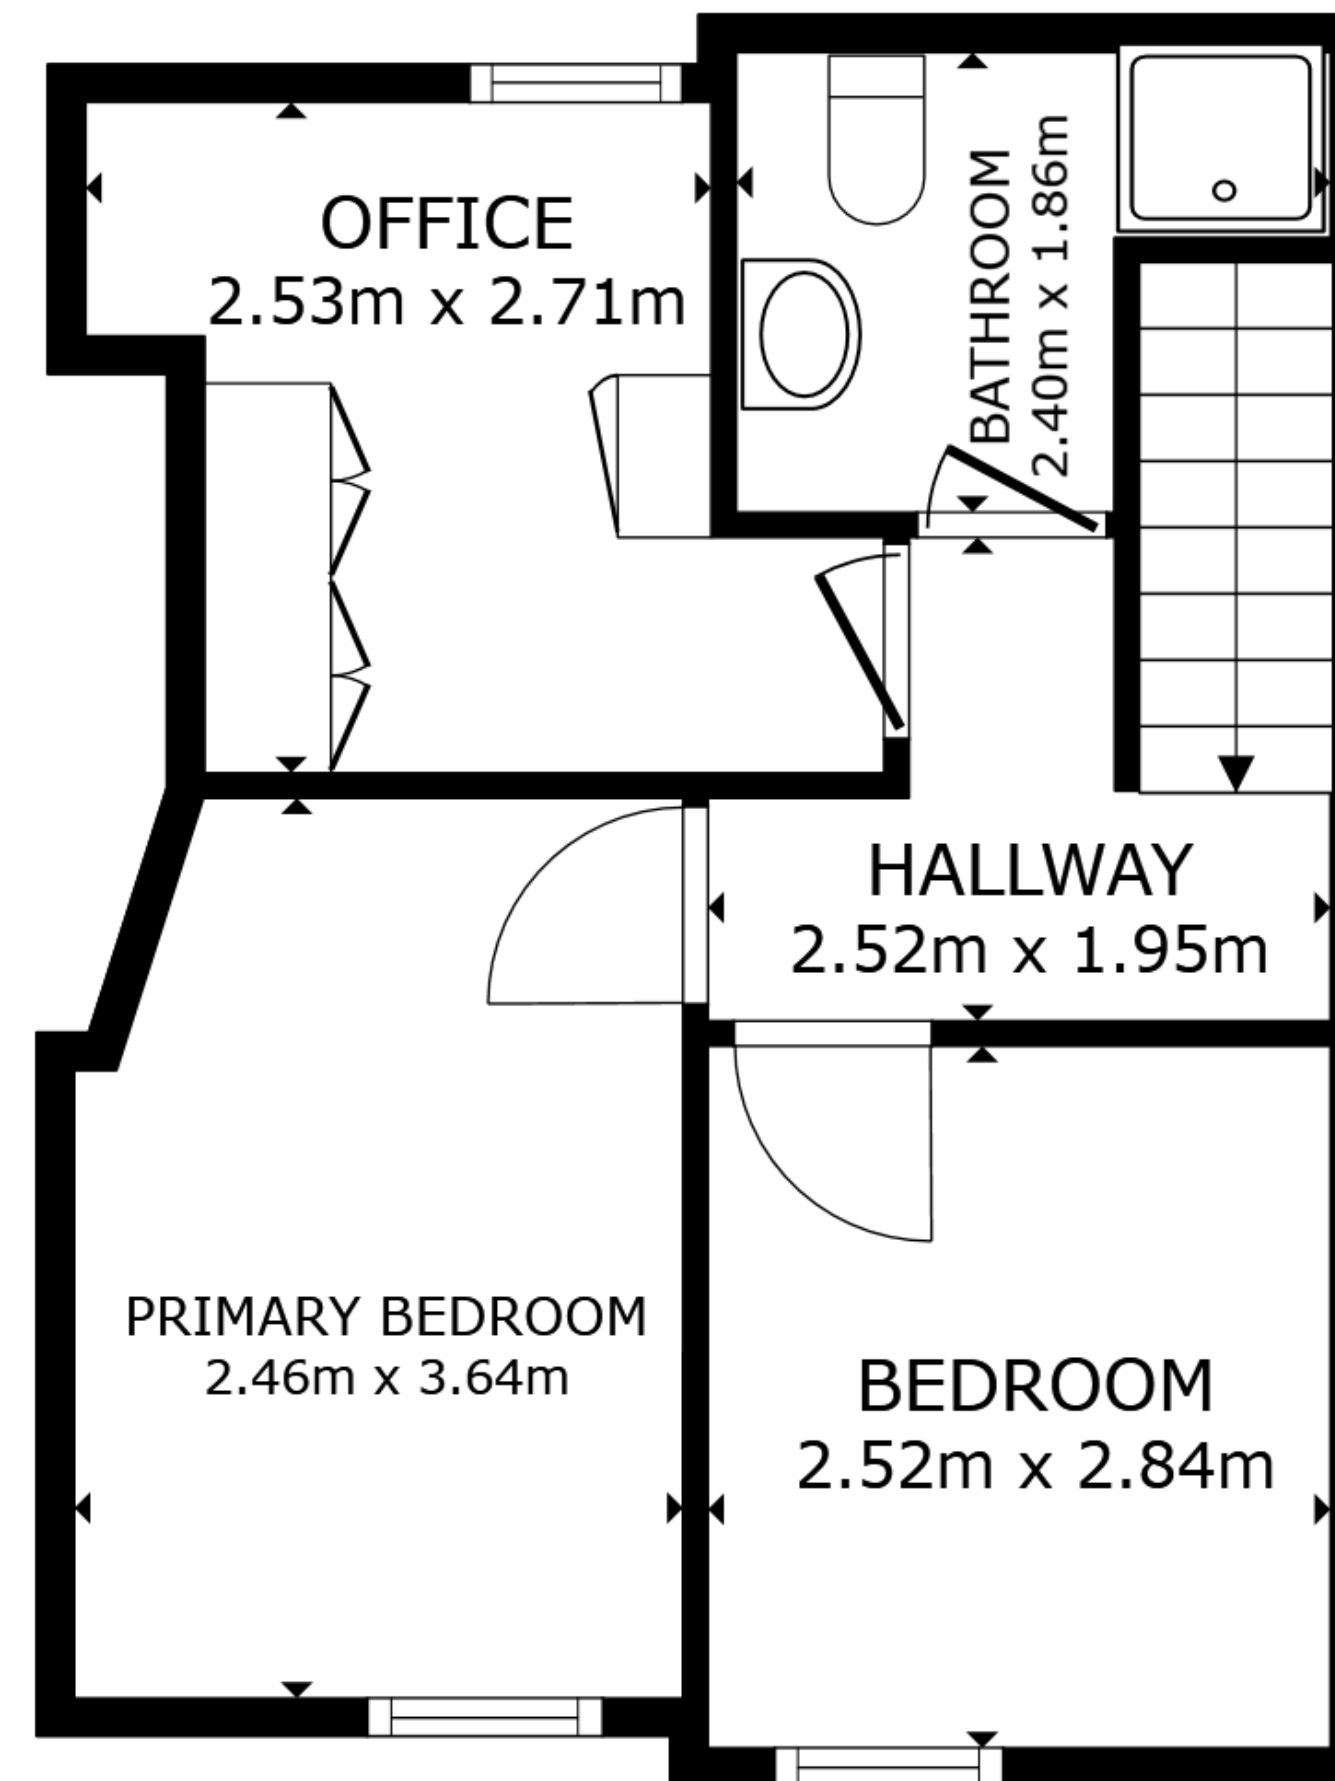 OFFICE
2.53m x 2.71m
BATHROOM
2.40m x 1.86m
HALLWAY
2.52m x 1.95m
PRIMARY BEDROOM
2.46m x 3.64m
BEDROOM
2.52m x 2.84m